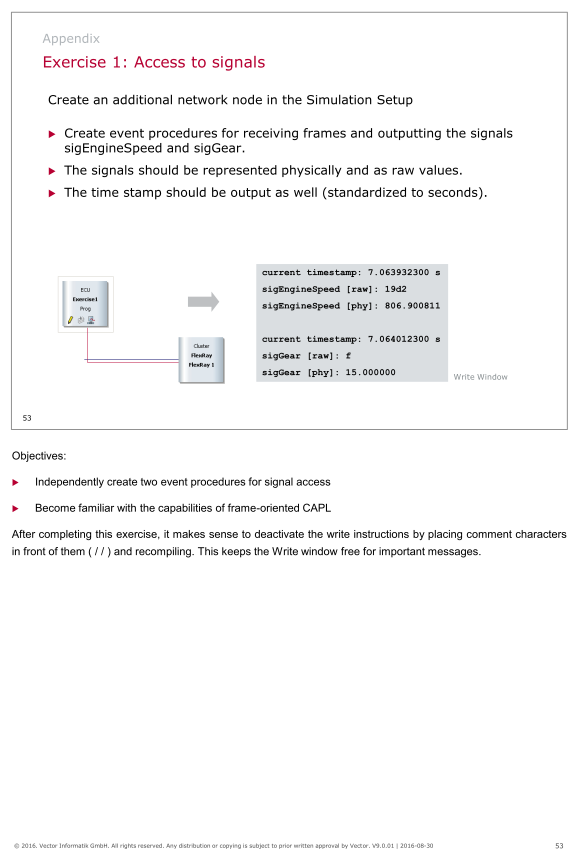 Appendix
Exercise 1: Access to signals
Create an additional network node in the Simulation Setup
Create event procedures for receiving frames and outputting the signals
sigEngineSpeed and sigGear.
The signals should be represented physically and as raw values.
The time stamp should be output as well (standardized to seconds).
ECU
Exercise1
Prog
Cluster
FlexRay
FlexRay 1
current timestamp: 7.063932300 s
sigEngineSpeed [raw]: 19d2
sigEngineSpeed [phy]: 806.900811
current timestamp: 7.064012300 s
sigGear [raw]: f
sigGear [phy]: 15.000000
Write Window
53
Objectives:
Independently create two event procedures for signal access
Become familiar with the capabilities of frame-oriented CAPL
After completing this exercise, it makes sense to deactivate the write instructions by placing comment characters
in front of them ( / / ) and recompiling. This keeps the Write window free for important messages.
© 2016. Vector Informatik GmbH. All rights reserved. Any distribution or copying is subject to prior written approval by Vector. V9.0.01 | 2016-08-30
53